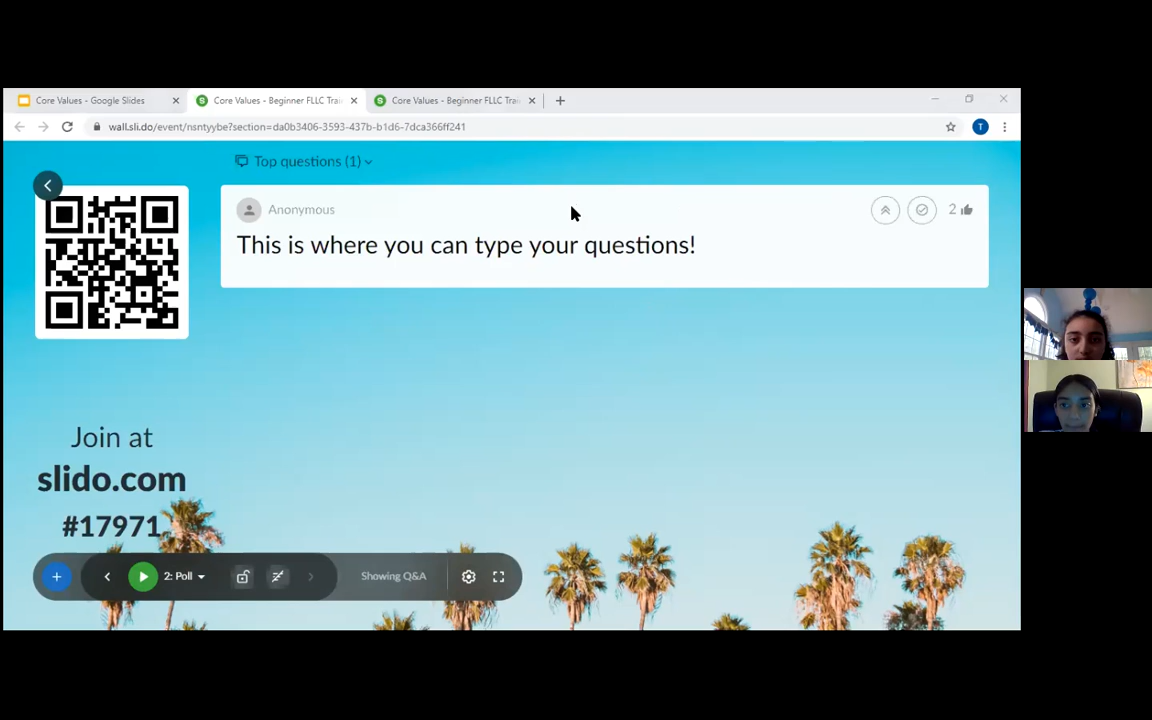 Core Values - Google Slides
Core Values - Beginner FLLC Trai
Core Values - Beginner FLLC Trai
wall.sli.do/event/nsntyybe?section=da0b3406-3593-437b-b1d6-7dca366ff241
T
Top questions (1)
Anonymous
2
This is where you can type your questions!
Join at
slido.com
#17971
2: Poll
Showing Q&A